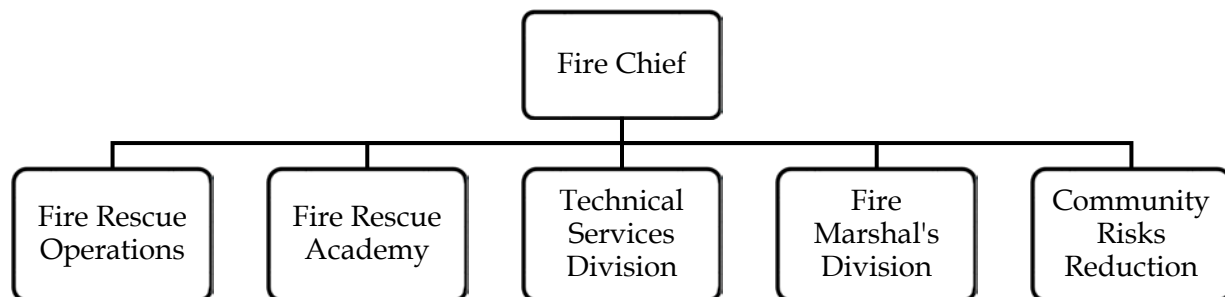 Fire Chief
Fire Rescue
Operations
Fire Rescue
Academy
Technical
Services
Division
Fire
Marshal's
Division
Community
Risks
Reduction